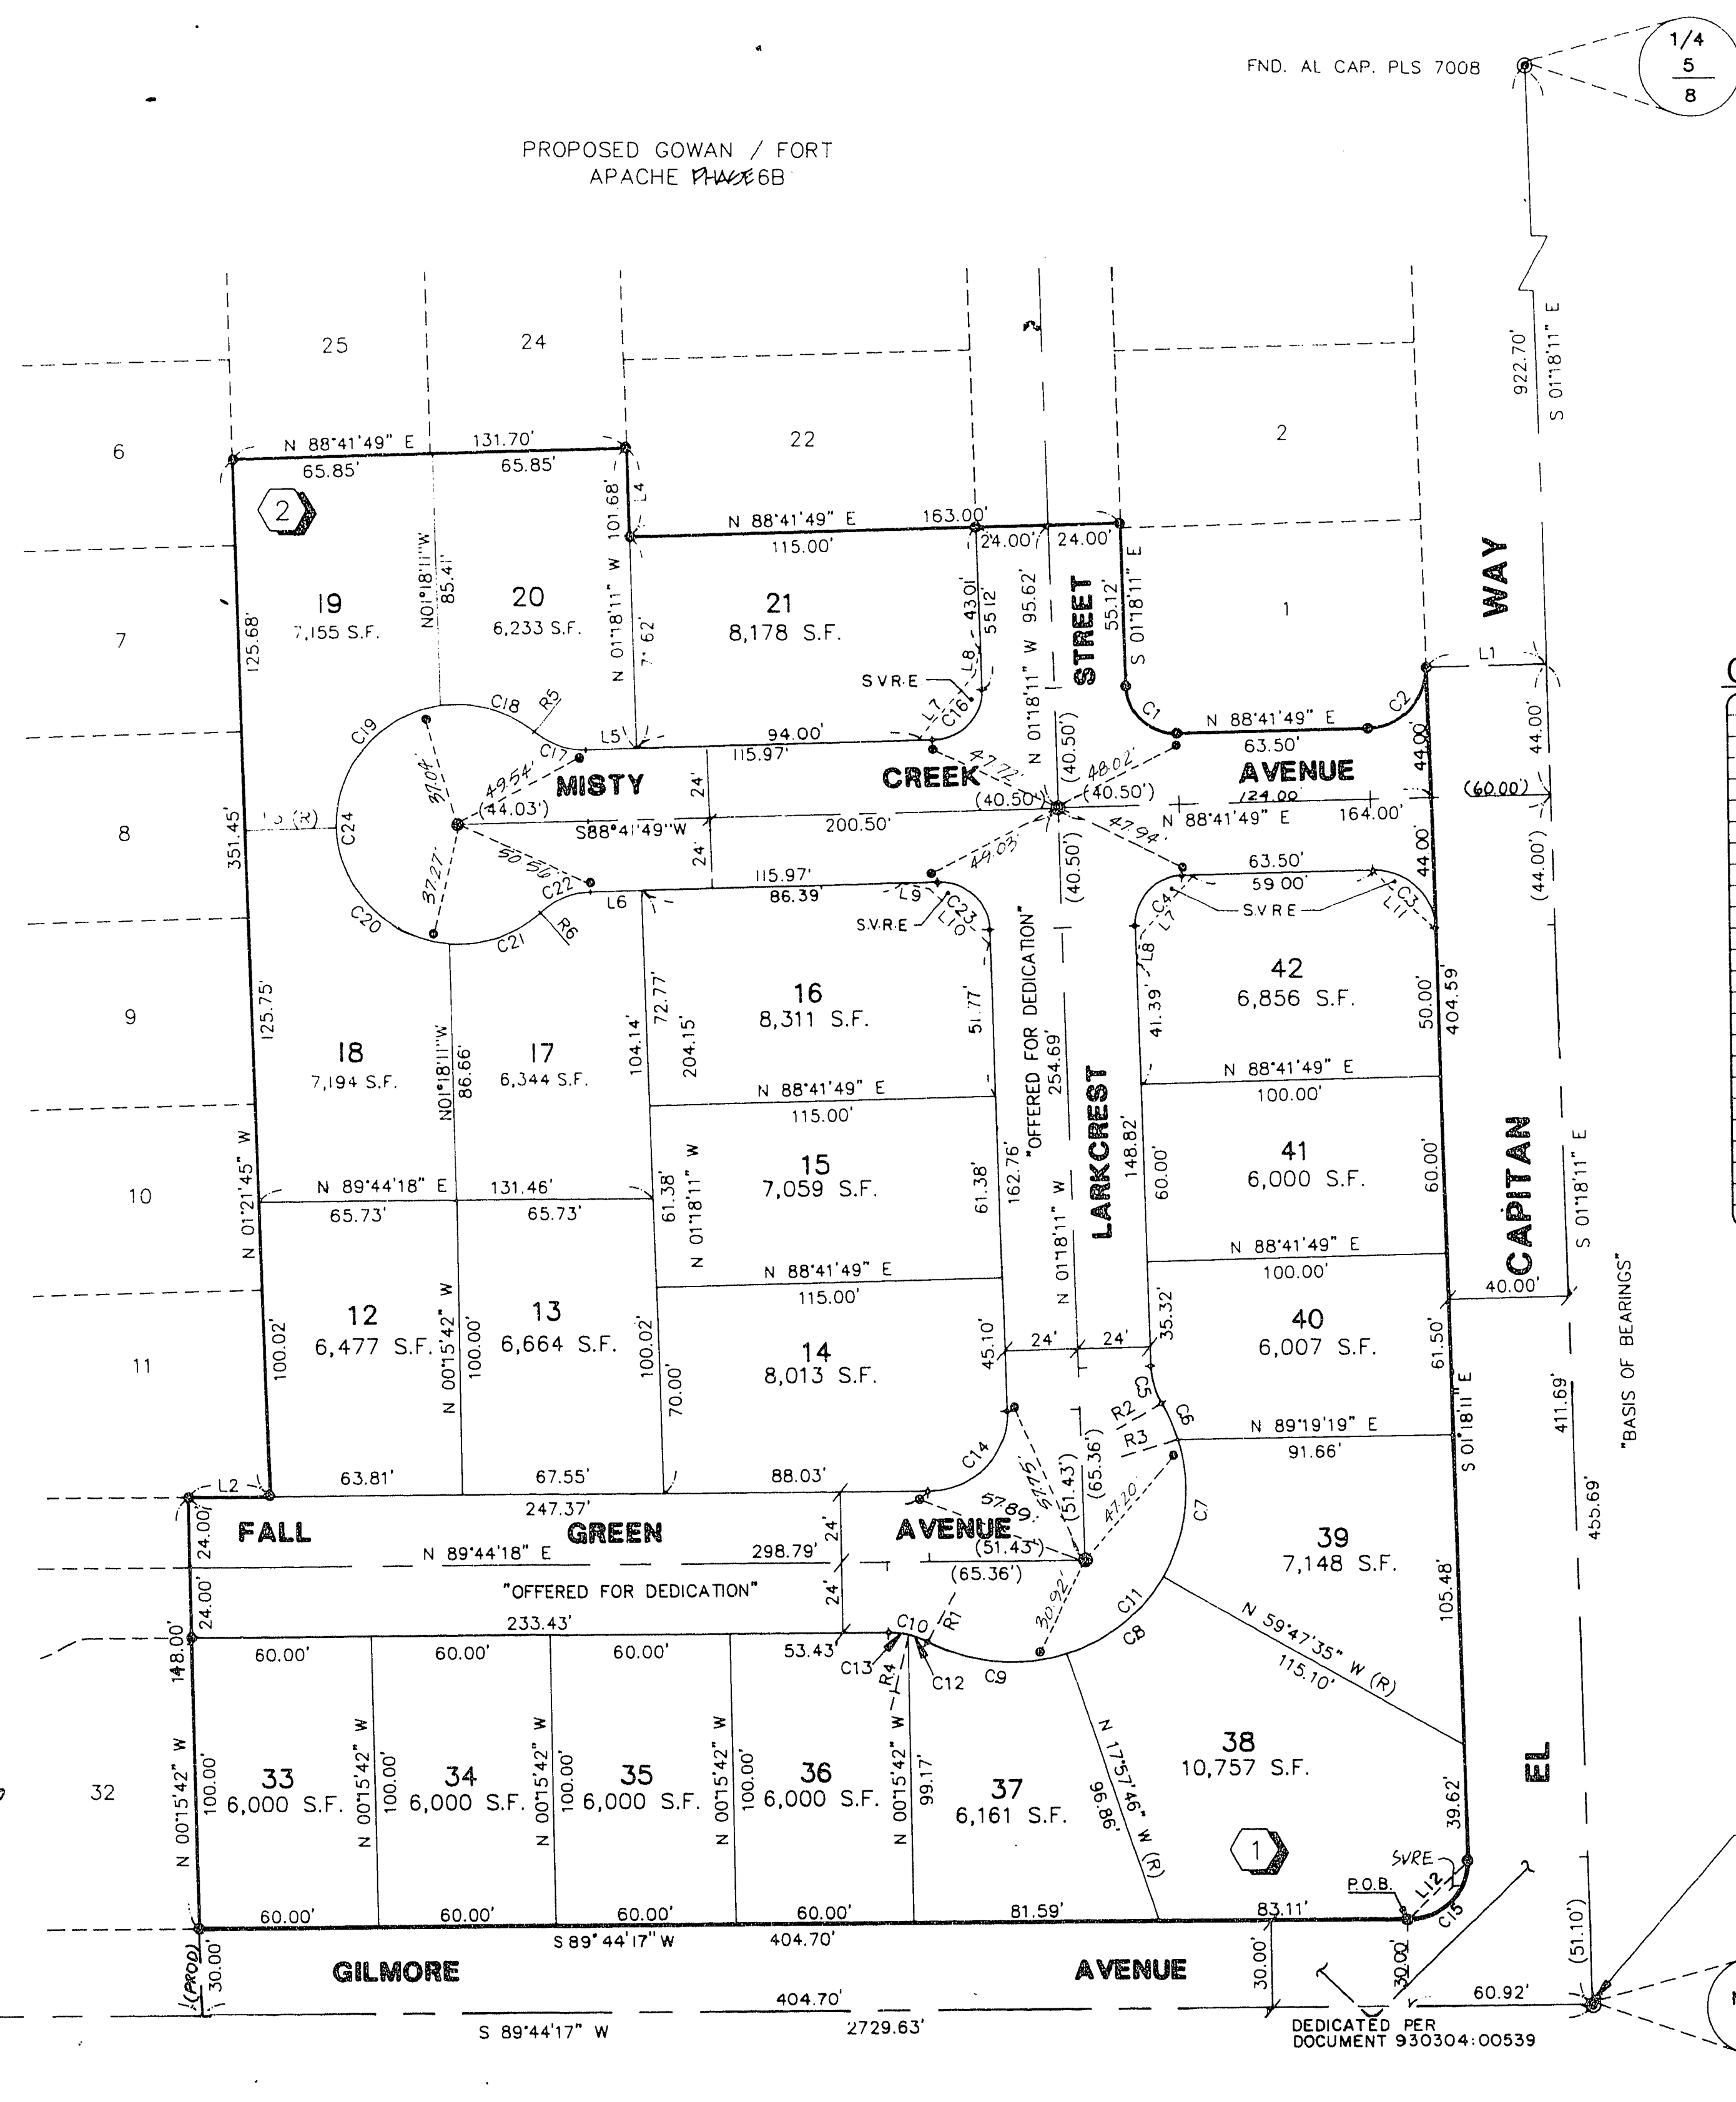 FND. AL CAP. PLS 7008
1/4
5
8
PROPOSED GOWAN / FORT
APACHE PHASE 6B
922.70'
S 01°18'11" E
25
24
22
2
6
7
8
9
10
11
32
N 88°41'49" E 131.70'
65.85'
65.85'
2
101.68'
L4
N 88°41'49" E 163.00'
115.00'
24.00'
24.00'
N01°18'11"W
85.41'
19
7,155 S.F.
20
6,233 S.F.
N 01°18'11" W
21
8,178 S.F.
L8 - 43.01
55.12'
N 01°18'11" W 95.62'
STREET
55.12'
S 01°18'11" E
1
WAY
L1
125.68'
S.V.R.E
C19
C18
R5
C17
L5
94.00'
115.97'
L7
C16
C1
N 88°41'49" E
63.50'
C2
44.00'
44.00'
37.04'
49.54'
(44.03')
MISTY
CREEK
AVENUE
24'
47.72'
(40.50')
(40.50')
48.02'
(40.50')
124.00'
(60.00')
(R)
C24
351.45'
S88°41'49"W
200.50'
N 88°41'49" E
164.00'
37.27'
50.56'
24'
49.03'
(40.50')
47.94'
44.00'
(44.00')
C20
C21
C22
R6
L6
115.97'
86.39'
L9
C23
L10
S.V.R.E
63.50'
59.00'
C4
L7
L8
S.V.R.E
C3
L11
125.75'
18
7,194 S.F.
N01°18'11"W
86.66'
17
6,344 S.F.
104.14'
72.77'
204.15'
16
8,311 S.F.
51.77'
"OFFERED FOR DEDICATION"
254.69'
41.39'
42
6,856 S.F.
50.00'
404.59'
N 88°41'49" E
115.00'
N 88°41'49" E
100.00'
N 01°21'45" W
N 89°44'18" E 131.46'
65.73'
65.73'
61.38'
N 01°18'11" W
15
7,059 S.F.
61.38'
162.76'
N 01°18'11" W
LARKCREST
148.82'
60.00'
41
6,000 S.F.
60.00'
CAPITAN
S 01°18'11" E
"BASIS OF BEARINGS"
N 88°41'49" E
115.00'
N 88°41'49" E
100.00'
40.00'
100.02'
12
6,477 S.F.
N 00°15'42" W
100.00'
13
6,664 S.F.
100.02'
70.00'
14
8,013 S.F.
45.10'
24'
24'
35.32'
40
6,007 S.F.
61.50'
S 01°18'11" E
411.69'
C5
R2
C6
R3
N 89°19'19" E
91.66'
L2
63.81'
67.55'
88.03'
C14
247.37'
57.89'
57.75'
(51.43')
(65.36')
47.20'
C7
455.69'
24.00'
FALL
GREEN
AVENUE
24'
N 89°44'18" E
298.79'
(51.43')
(65.36')
39
7,148 S.F.
24.00'
"OFFERED FOR DEDICATION"
24'
30.92'
C11
C8
105.48'
148.00'
233.43'
C10
R1
60.00'
60.00'
60.00'
53.43'
C13
R4
C12
C9
N 59°47'35" W (R)
115.10'
N 00°15'42" W
100.00'
33
6,000 S.F.
N 00°15'42" W
100.00'
34
6,000 S.F.
N 00°15'42" W
100.00'
35
6,000 S.F.
N 00°15'42" W
100.00'
36
6,000 S.F.
N 00°15'42" W
99.17'
37
6,161 S.F.
N 17°57'46" W (R)
96.86'
38
10,757 S.F.
1
EL
39.62'
SVRE
P.O.B.
L12
C15
60.00'
60.00'
60.00'
60.00'
81.59'
83.11'
S 89°44'17" W
404.70'
(PROD)
30.00'
GILMORE
AVENUE
30.00'
30.00'
(51.10')
404.70'
60.92'
S 89°44'17" W
2729.63'
DEDICATED PER
DOCUMENT 930304:00539